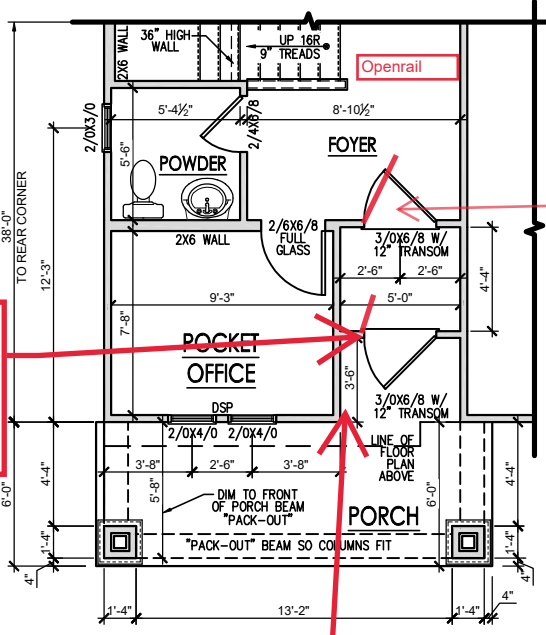 36" HIGH
WALL
UP 16R
9" TREADS
2X6 WALL
Openrail
2/0X3/0
5'-4½"
2/4X6/8
8'-10½"
5'-6"
POWDER
FOYER
38'-0"
TO REAR CORNER
12'-3"
2X6 WALL
2/6X6/8
FULL
GLASS
3/0X6/8 W/
12" TRANSOM
2'-6"
2'-6"
5'-0"
4'-4"
9'-3"
7'-8"
POCKET
OFFICE
3'-6"
3/0X6/8 W/
12" TRANSOM
DSP
2/0X4/0
2/0X4/0
LINE OF
FLOOR
PLAN
ABOVE
3'-8"
2'-6"
3'-8"
4'-4"
6'-0"
5'-8"
6'-0"
4'-4"
DIM TO FRONT
OF PORCH BEAM
"PACK-OUT"
PORCH
"PACK-OUT" BEAM SO COLUMNS FIT
1'-4"
1'-4"
4"
4"
4"
1'-4"
13'-2"
1'-4"